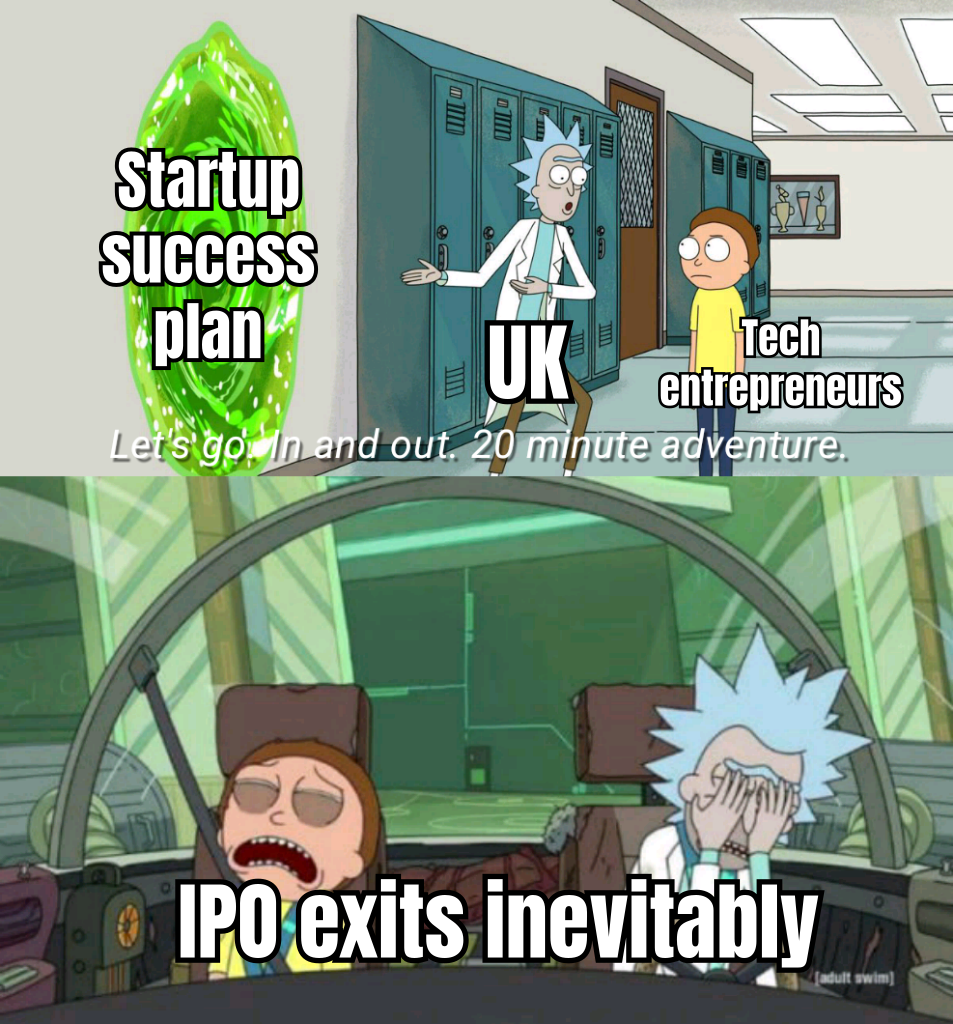 Startup
success
plan
UK
Tech
entrepreneurs
Let's go. In and out. 20 minute adventure.
IPO exits inevitably
[adult swim]